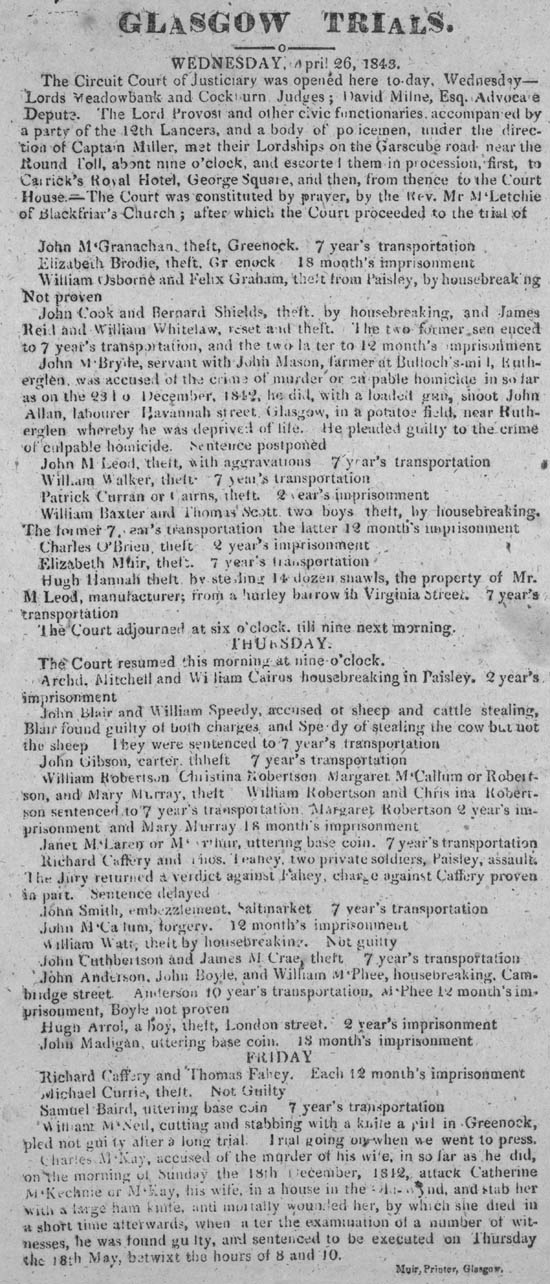 GLASGOW TRIALS.
WEDNESDAY, April 26, 1843.
The Circuit Court of Justiciary was opened here to-day, Wednesday—
Lords Meadowbank and Cockburn Judges; David Milne, Esq. Advocate
Depute. The Lord Provost and other civic functionaries, accompanied by
a party of the 12th Lancers, and a body of policemen, under the direc-
tion of Captain Miller, met their Lordships on the Garscube road near the
Round Toll, about nine o'clock, and escorted them in procession, first, to
Carrick's Royal Hotel, George Square, and then, from thence to the Court
House.—The Court was constituted by prayer, by the Rev. Mr M'Letchie
of Blackfriar's Church; after which the Court proceeded to the trial of
John M'Granachan, theft, Greenock. 7 year's transportation
Elizabeth Brodie, theft, Greenock 18 month's imprisonment
William Osborne and Felix Graham, theft from Paisley, by housebreaking
Not proven
John Cook and Bernard Shields, theft, by housebreaking, and James
Reid and William Whitelaw, reset and theft. The two former sentenced
to 7 year's transportation, and the two latter to 12 month's imprisonment
John M'Bryde, servant with John Mason, farmer at Bulloch's-mill, Ruth-
erglen, was accused of the crime of murder or culpable homicide in so far
as on the 23d of December, 1842, he did, with a loaded gun, shoot John
Allan, labourer Havannah street, Glasgow, in a potatoe field, near Ruth-
erglen whereby he was deprived of life. He pleaded guilty to the crime
of culpable homicide. Sentence postponed
John M Leod, theft, with aggravations 7 year's transportation
William Walker, theft 7 year's transportation
Patrick Curran or Cairns, theft. 2 year's imprisonment
William Baxter and Thomas Scott, two boys theft, by housebreaking.
The former 7 year's transportation the latter 12 month's imprisonment
Charles O'Brien, theft 2 year's imprisonment
Elizabeth Muir, theft. 7 year's transportation
Hugh Hannah theft, by stealing 14 dozen shawls, the property of Mr.
M Leod, manufacturer; from a hurley barrow in Virginia Street. 7 year's
transportation
The Court adjourned at six o'clock, till nine next morning.
THURSDAY.
The Court resumed this morning at nine o'clock.
Archd. Mitchell and William Cairus housebreaking in Paisley. 2 year's
imprisonment
John Blair and William Speedy, accused of sheep and cattle stealing,
Blair found guilty of both charges, and Speedy of stealing the cow but not
the sheep They were sentenced to 7 year's transportation
John Gibson, carter, thheft 7 year's transportation
William Robertson Christina Robertson Margaret M'Callum or Robert-
son, and Mary Murray, theft William Robertson and Christina Robert-
son sentenced to 7 year's transportation, Margaret Robertson 2 year's im-
prisonment and Mary Murray 18 month's imprisonment
Janet M'Laren or M'Arthur, uttering base coin. 7 year's transportation
Richard Caffery and Thos. Feahey, two private soldiers, Paisley, assault.
The Jury returned a verdict against Fahey, charge against Caffery proven
in part. Sentence delayed
John Smith, embezzlement, Saltmarket 7 year's transportation
John M'Callum, forgery. 12 month's imprisonment
William Watt, theft by housebreaking. Not guilty
John Cuthbertson and James M Crae, theft 7 year's transportation
John Anderson, John Boyle, and William M'Phee, housebreaking, Cam-
bridge street. Anderson 10 year's transportation, M'Phee 12 month's im-
prisonment, Boyle not proven
Hugh Arrol, a Boy, theft, London street. 2 year's imprisonment
John Madigan, uttering base coin. 18 month's imprisonment
FRIDAY
Richard Caffery and Thomas Fahey. Each 12 month's imprisonment
Michael Currie, theft. Not Guilty
Samuel Baird, uttering base coin 7 year's transportation
William M'Neil, cutting and stabbing with a knife a girl in Greenock,
pled not guilty after a long trial. Trial going on when we went to press.
Charles M'Kay, accused of the murder of his wife, in so far as he did,
on the morning of Sunday the 18th December, 1842, attack Catherine
M'Kechnie or M'Kay, his wife, in a house in the and stab her
with a large ham knife, and mortally wounded her, by which she died in
a short time afterwards, when after the examination of a number of wit-
nesses, he was found guilty, and sentenced to be executed on Thursday
the 18th May, betwixt the hours of 8 and 10.
Muir, Printer, Glasgow.